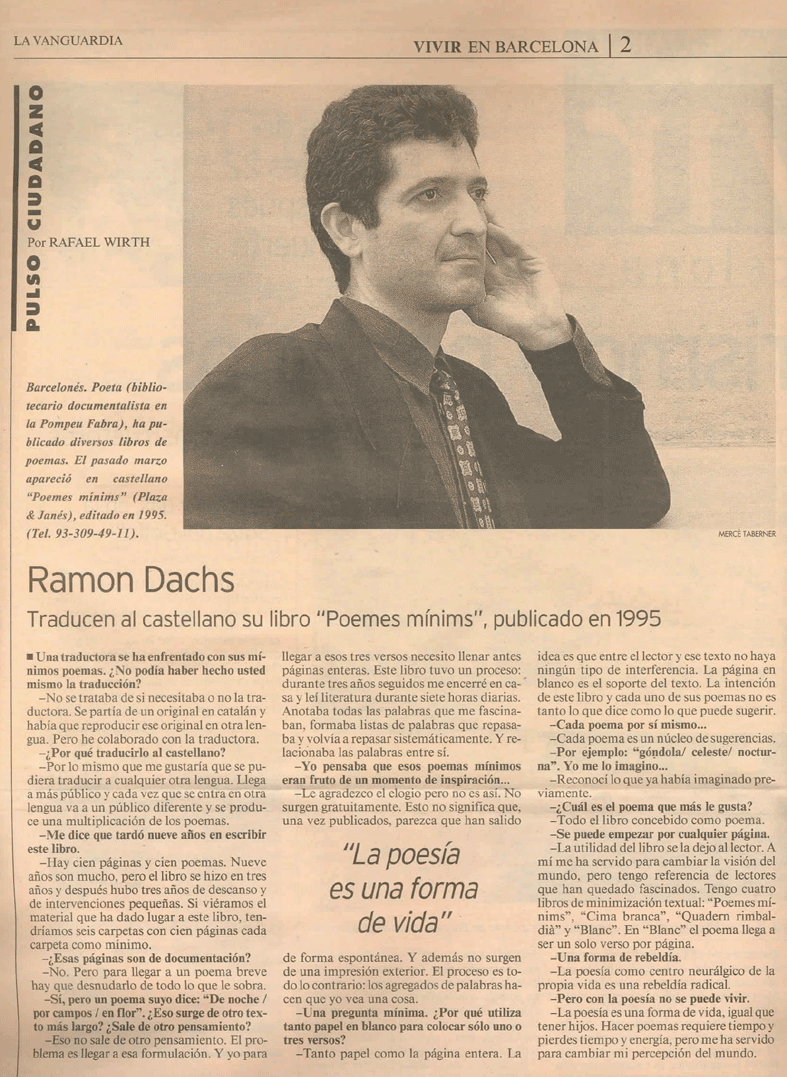 LA VANGUARDIA
VIVIR EN BARCELONA | 2
PULSO CIUDADANO
Por RAFAEL WIRTH
Barcelonés. Poeta (biblio-
tecario documentalista en
la Pompeu Fabra), ha pu-
blicado diversos libros de
poemas. El pasado marzo
apareció en castellano
“Poemes mínims” (Plaza
& Janés), editado en 1995.
(Tel. 93-309-49-11).
MERCÈ TABERNER
Ramon Dachs
Traducen al castellano su libro “Poemes mínims”, publicado en 1995
■ Una traductora se ha enfrentado con sus mí-
nimos poemas. ¿No podía haber hecho usted
mismo la traducción?
–No se trataba de si necesitaba o no la tra-
ductora. Se partía de un original en catalán y
había que reproducir ese original en otra len-
gua. Pero he colaborado con la traductora.
–¿Por qué traducirlo al castellano?
–Por lo mismo que me gustaría que se pu-
diera traducir a cualquier otra lengua. Llega
a más público y cada vez que se entra en otra
lengua va a un público diferente y se produ-
ce una multiplicación de los poemas.
–Me dice que tardó nueve años en escribir
este libro.
–Hay cien páginas y cien poemas. Nueve
años son mucho, pero el libro se hizo en tres
años y después hubo tres años de descanso y
de intervenciones pequeñas. Si viéramos el
material que ha dado lugar a este libro, ten-
dríamos seis carpetas con cien páginas cada
carpeta como mínimo.
–¿Esas páginas son de documentación?
–No. Pero para llegar a un poema breve
hay que desnudarlo de todo lo que le sobra.
–Sí, pero un poema suyo dice: “De noche /
por campos / en flor”. ¿Eso surge de otro tex-
to más largo? ¿Sale de otro pensamiento?
–Eso no sale de otro pensamiento. El pro-
blema es llegar a esa formulación. Y yo para
llegar a esos tres versos necesito llenar antes
páginas enteras. Este libro tuvo un proceso:
durante tres años seguidos me encerré en ca-
sa y leí literatura durante siete horas diarias.
Anotaba todas las palabras que me fascina-
ban, formaba listas de palabras que repasa-
ba y volvía a repasar sistemáticamente. Y re-
lacionaba las palabras entre sí.
–Yo pensaba que esos poemas mínimos
eran fruto de un momento de inspiración...
–Le agradezco el elogio pero no es así. No
surgen gratuitamente. Esto no significa que,
una vez publicados, parezca que han salido
“La poesía
es una forma
de vida”
de forma espontánea. Y además no surgen
de una impresión exterior. El proceso es to-
do lo contrario: los agregados de palabras ha-
cen que yo vea una cosa.
–Una pregunta mínima. ¿Por qué utiliza
tanto papel en blanco para colocar sólo uno o
tres versos?
–Tanto papel como la página entera. La
idea es que entre el lector y ese texto no haya
ningún tipo de interferencia. La página en
blanco es el soporte del texto. La intención
de este libro y cada uno de sus poemas no es
tanto lo que dice como lo que puede sugerir.
–Cada poema por sí mismo...
–Cada poema es un núcleo de sugerencias.
–Por ejemplo: “góndola/ celeste/ noctur-
na”. Yo me lo imagino...
–Reconocí lo que ya había imaginado pre-
viamente.
–¿Cuál es el poema que más le gusta?
–Todo el libro concebido como poema.
–Se puede empezar por cualquier página.
–La utilidad del libro se la dejo al lector. A
mí me ha servido para cambiar la visión del
mundo, pero tengo referencia de lectores
que han quedado fascinados. Tengo cuatro
libros de minimización textual: “Poemes mí-
nims”, “Cima branca”, “Quadern rimbal-
dià” y “Blanc”. En “Blanc” el poema llega a
ser un solo verso por página.
–Una forma de rebeldía.
–La poesía como centro neurálgico de la
propia vida es una rebeldía radical.
–Pero con la poesía no se puede vivir.
–La poesía es una forma de vida, igual que
tener hijos. Hacer poemas requiere tiempo y
pierdes tiempo y energía, pero me ha servido
para cambiar mi percepción del mundo.